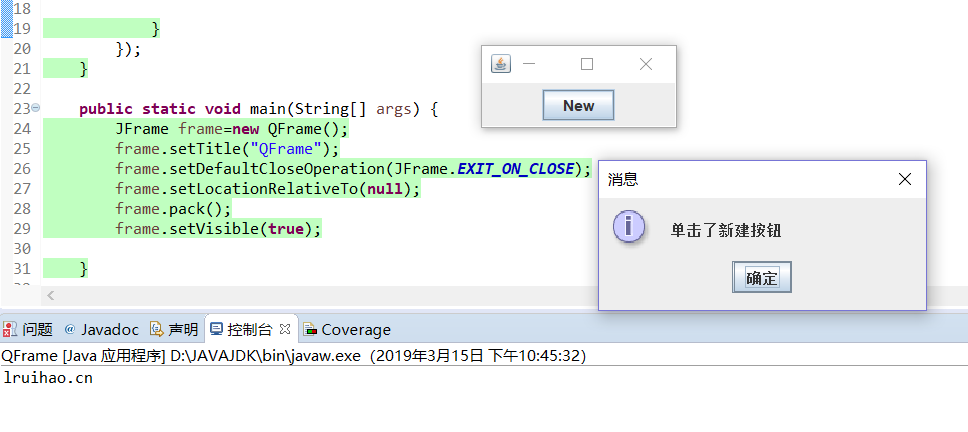 18
19 }
20 });
21 }
22
23 public static void main(String[] args) {
24 JFrame frame=new QFrame();
25 frame.setTitle("QFrame");
26 frame.setDefaultCloseOperation(JFrame.EXIT_ON_CLOSE);
27 frame.setLocationRelativeTo(null);
28 frame.pack();
29 frame.setVisible(true);
30
31 }
New
消息
单击了新建按钮
确定
问题 @ Javadoc 声明 控制台 Coverage
QFrame [Java 应用程序] D:\JAVAJDK\bin\javaw.exe（2019年3月15日 下午10:45:32）
lruihao.cn